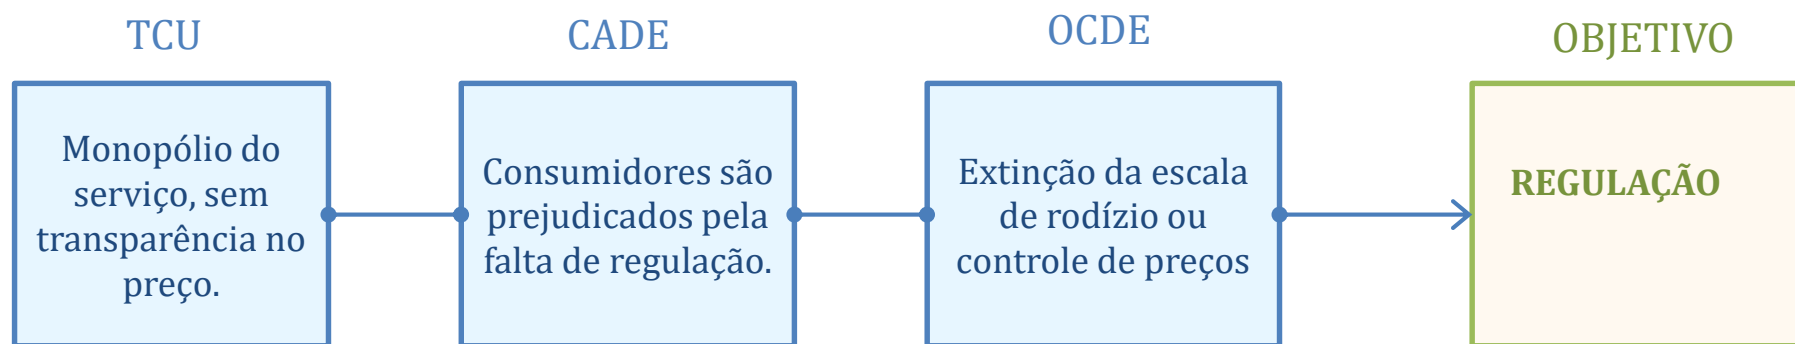 TCU
Monopólio do
serviço, sem
transparência no
preço.
CADE
Consumidores são
prejudicados pela
falta de regulação.
OCDE
Extinção da escala
de rodízio ou
controle de preços
OBJETIVO
REGULAÇÃO